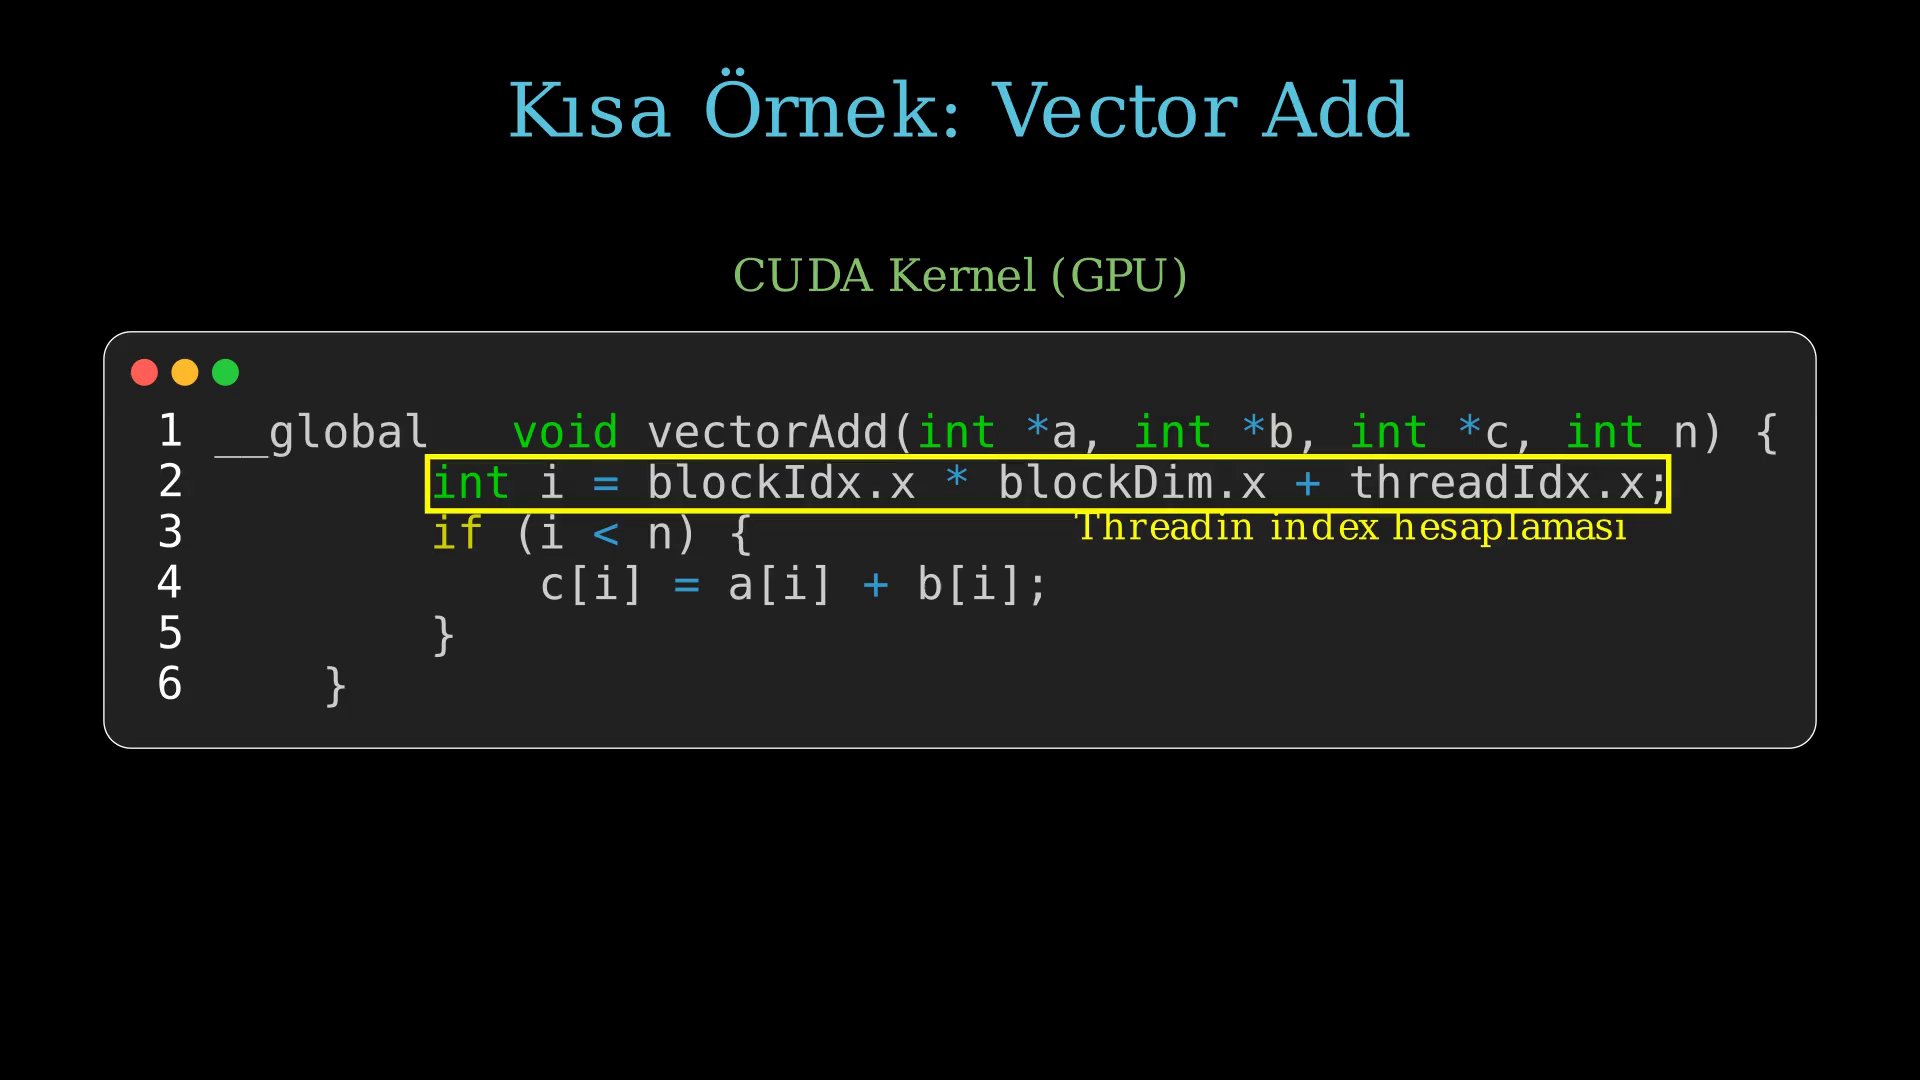 Kısa Örnek: Vector Add
CUDA Kernel (GPU)
1 __global   void vectorAdd(int *a, int *b, int *c, int n) {
2         int i = blockIdx.x * blockDim.x + threadIdx.x;
3         if (i < n) {
Threadin index hesaplaması
4             c[i] = a[i] + b[i];
5         }
6     }